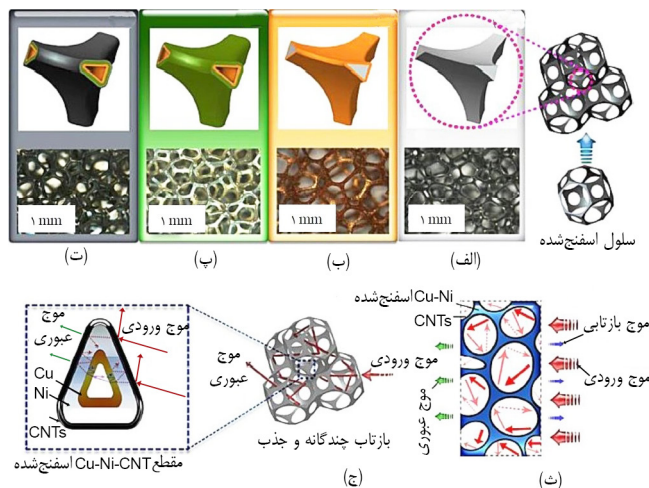 ۱ mm
۱ mm
۱ mm
۱ mm
(الف)
(ب)
(پ)
(ت)
سلول اسفنج‌شده
Cu-Ni اسفنج‌شده
CNTs
موج بازتابی
موج ورودی
موج عبوری
(ث)
موج ورودی
موج عبوری
بازتاب چندگانه و جذب
(ج)
موج ورودی
موج عبوری
Cu
Ni
CNTs
مقطع Cu-Ni-CNT اسفنج‌شده